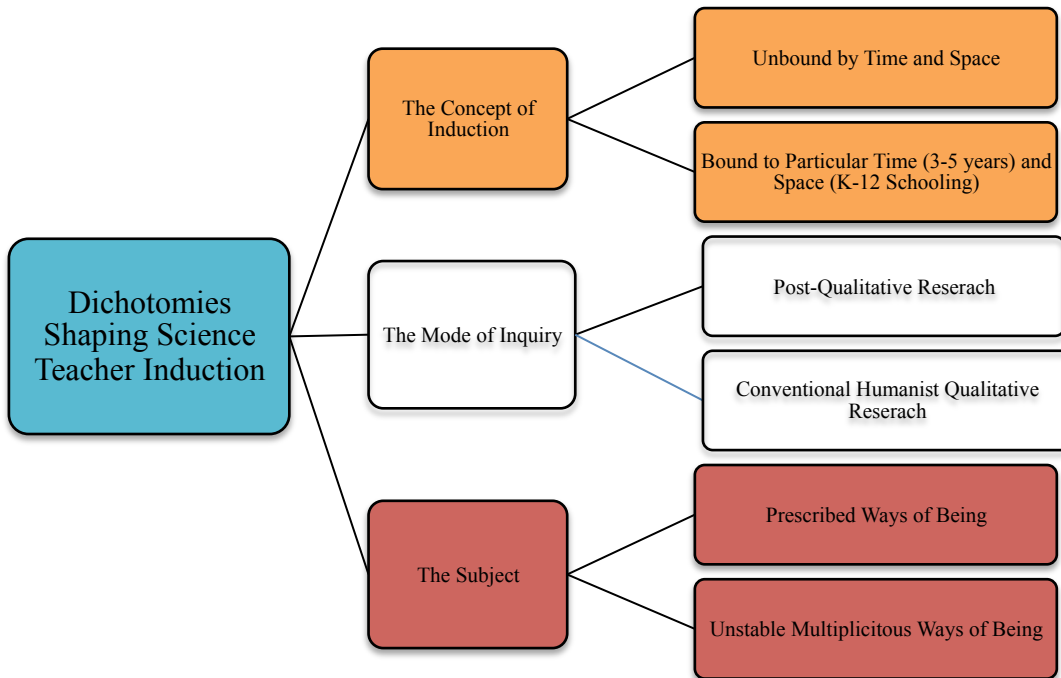 Dichotomies
Shaping Science
Teacher Induction
The Concept of
Induction
Unbound by Time and Space
Bound to Particular Time (3-5 years) and
Space (K-12 Schooling)
The Mode of Inquiry
Post-Qualitative Reserach
Conventional Humanist Qualitative
Reserach
The Subject
Prescribed Ways of Being
Unstable Multiplicitous Ways of Being